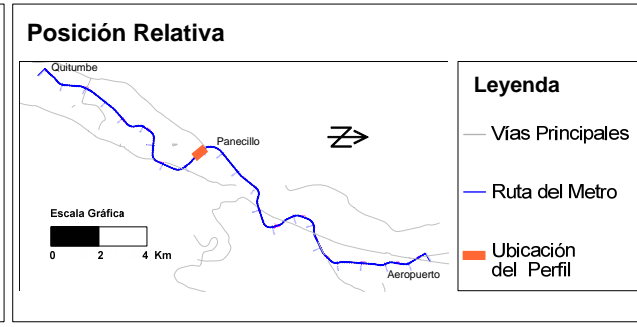 Posición Relativa
Quitumbe
Panecillo
Z
Escala Gráfica
0 2 4 Km
Aeropuerto
Leyenda
Vías Principales
Ruta del Metro
Ubicación
del Perfil